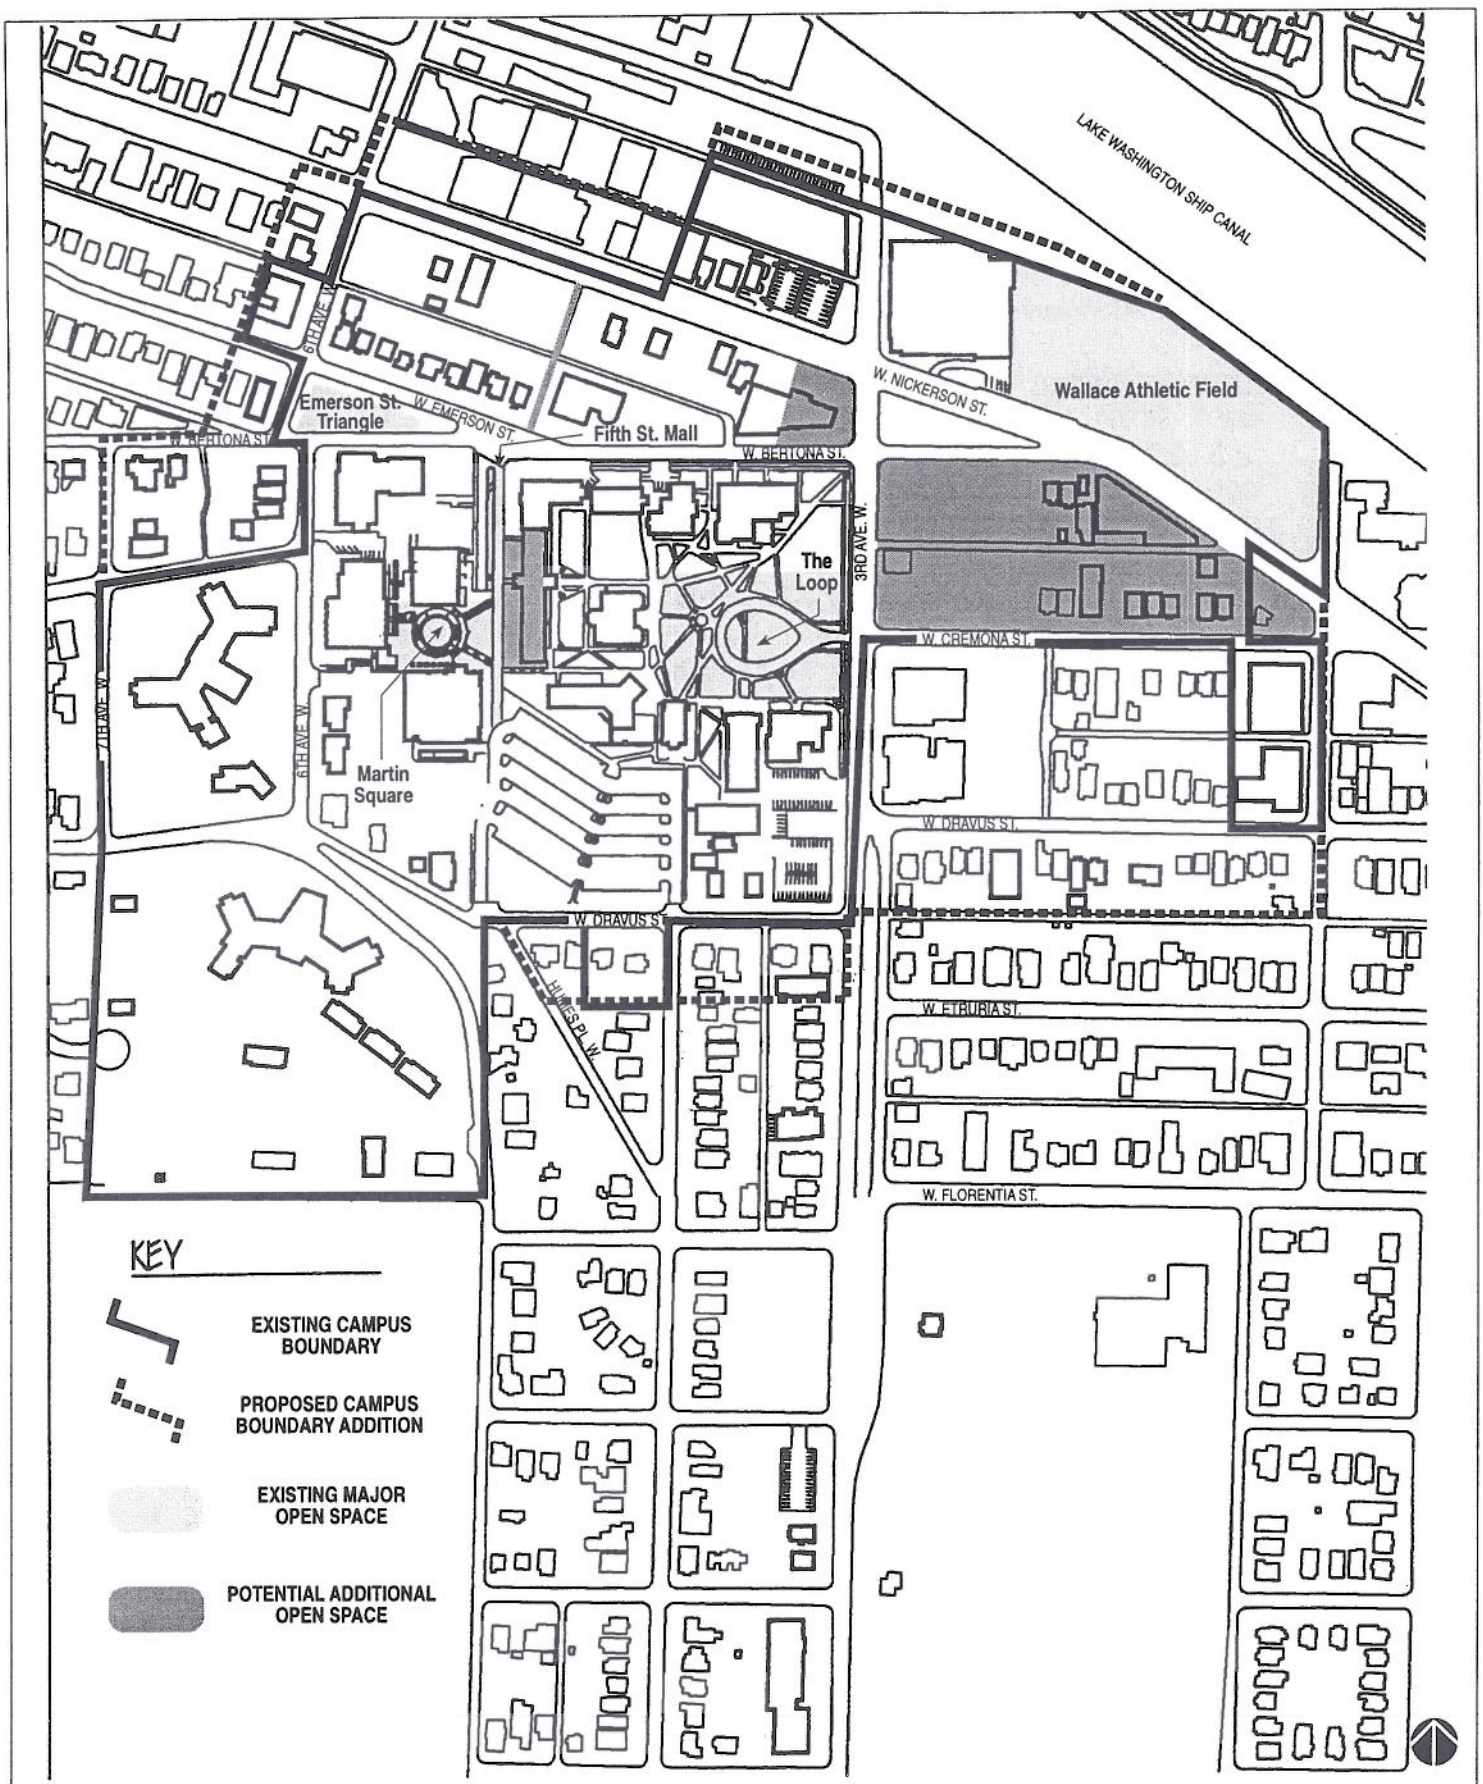 LAKE WASHINGTON SHIP CANAL
6TH AVE. W.
W. NICKERSON ST.
Wallace Athletic Field
Emerson St.
Triangle
W. EMERSON ST.
Fifth St. Mall
W. BERTONA ST.
W. BERTONA ST.
3RD AVE. W.
The
Loop
W. CREMONA ST.
7TH AVE. W.
6TH AVE. W.
Martin
Square
W. DRAVUS ST.
W. DRAVUS ST.
HUMES PL. W.
W. ETRURIA ST.
W. FLORENTIA ST.
KEY
EXISTING CAMPUS
BOUNDARY
PROPOSED CAMPUS
BOUNDARY ADDITION
EXISTING MAJOR
OPEN SPACE
POTENTIAL ADDITIONAL
OPEN SPACE